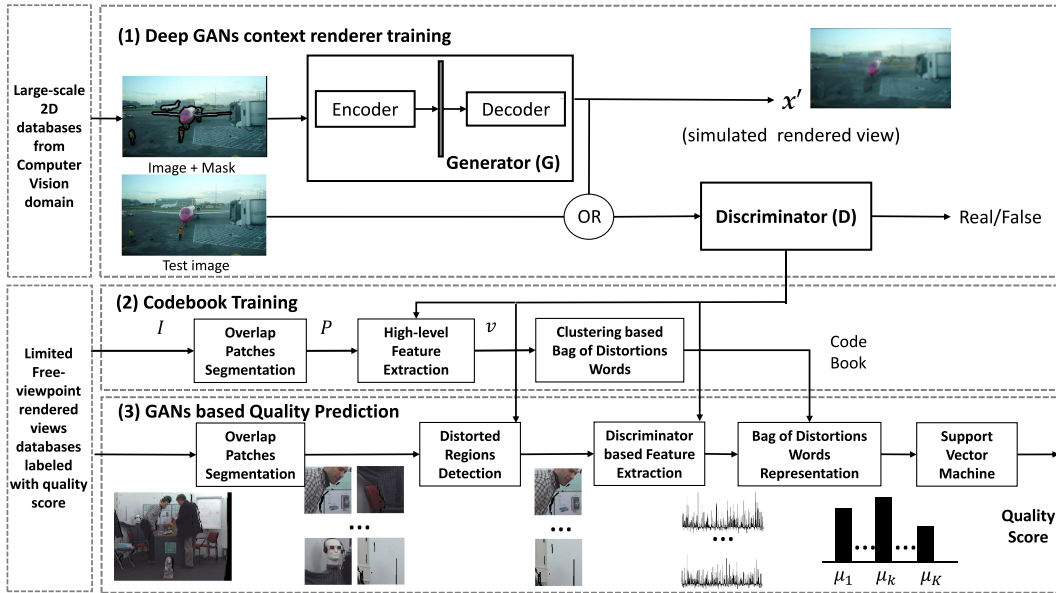 Large-scale
2D
databases
from
Computer
Vision
domain
(1) Deep GANs context renderer training
Encoder
Decoder
Generator (G)
Image + Mask
x′
(simulated rendered view)
OR
Discriminator (D)
Real/False
Test image
Limited
Free-
viewpoint
rendered
views
databases
labeled
with quality
score
(2) Codebook Training
I
Overlap
Patches
Segmentation
P
High-level
Feature
Extraction
v
Clustering based
Bag of Distortions
Words
Code
Book
(3) GANs based Quality Prediction
Overlap
Patches
Segmentation
Distorted
Regions
Detection
Discriminator
based Feature
Extraction
Bag of Distortions
Words
Representation
Support
Vector
Machine
Quality
Score
μ1 μk μK